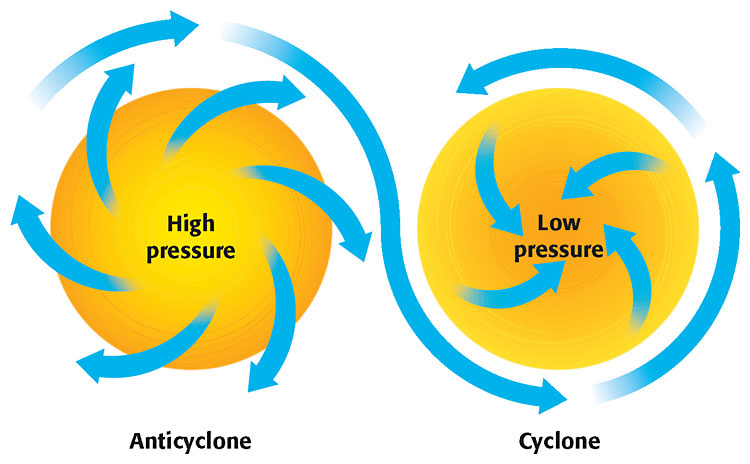 High
pressure
Low
pressure
Anticyclone
Cyclone